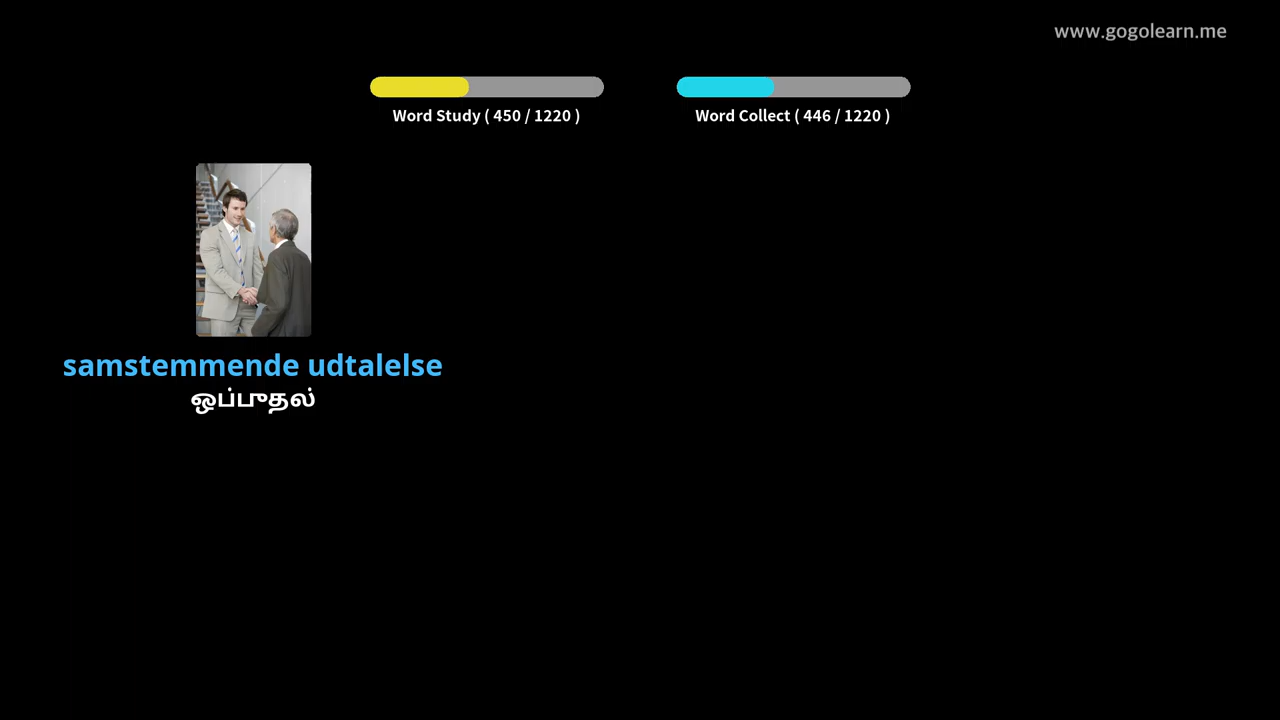 www.gogolearn.me
Word Study ( 450 / 1220 )
Word Collect ( 446 / 1220 )
samstemmende udtalelse
ஒப்புதல்